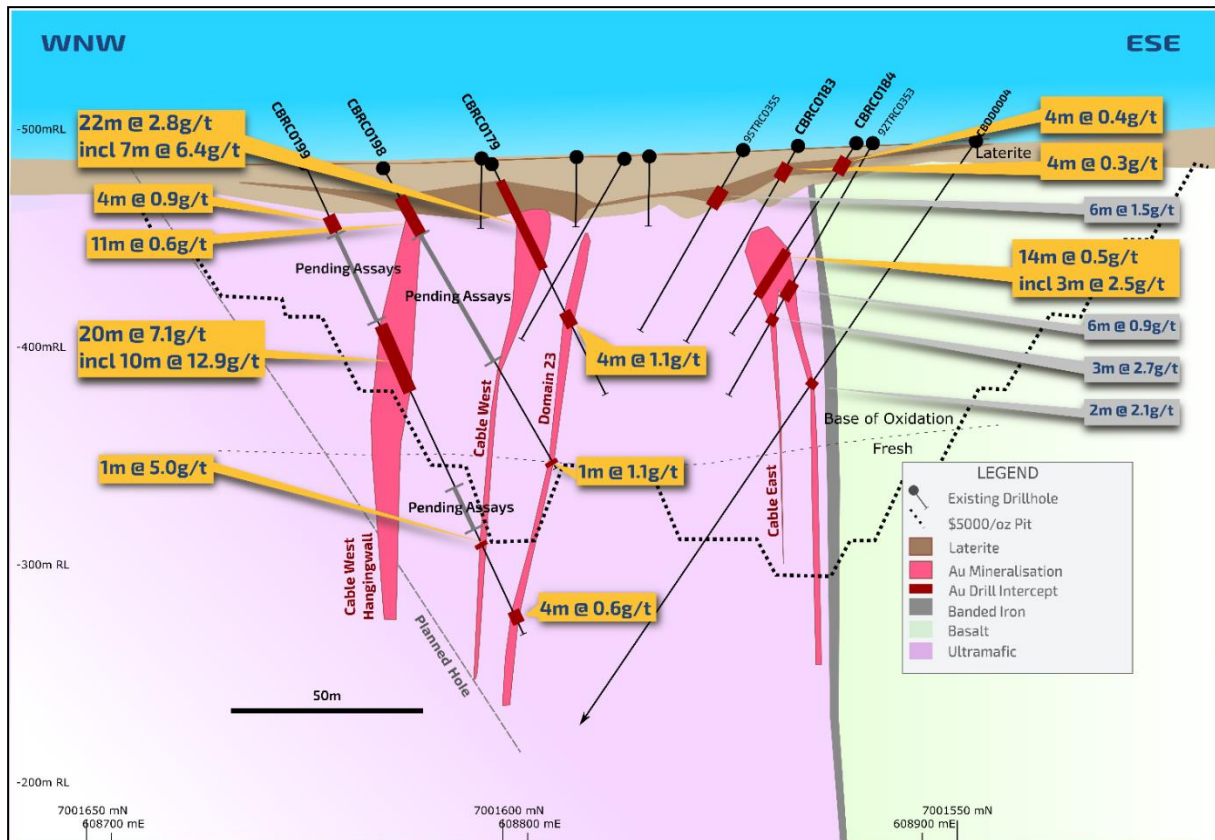 WNW
ESE
CBRC0199
CBRC0198
CBRC0179
95TRC0355
CBRC0183
CBRC0184
92TRC0353
CBDD0004
-500mRL
22m @ 2.8g/t
incl 7m @ 6.4g/t
4m @ 0.4g/t
Laterite
4m @ 0.3g/t
4m @ 0.9g/t
6m @ 1.5g/t
11m @ 0.6g/t
14m @ 0.5g/t
incl 3m @ 2.5g/t
Pending Assays
Pending Assays
6m @ 0.9g/t
-400mRL
20m @ 7.1g/t
incl 10m @ 12.9g/t
4m @ 1.1g/t
3m @ 2.7g/t
2m @ 2.1g/t
Cable West
Domain 23
Base of Oxidation
Fresh
1m @ 5.0g/t
1m @ 1.1g/t
Cable East
Pending Assays
LEGEND
Existing Drillhole
$5000/oz Pit
Laterite
Au Mineralisation
Au Drill Intercept
Banded Iron
Basalt
Ultramafic
-300m RL
Cable West
Hangingwall
4m @ 0.6g/t
Planned Hole
50m
-200m RL
7001650 mN
608700 mE
7001600 mN
608800 mE
7001550 mN
608900 mE